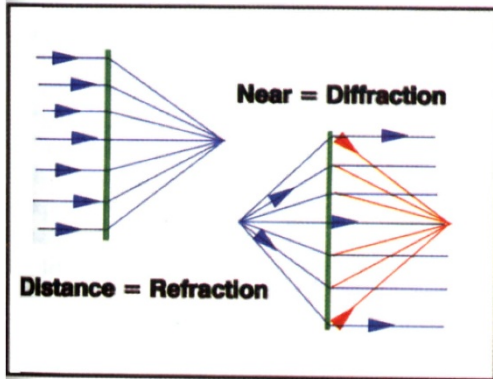 Near = Diffraction
Distance = Refraction